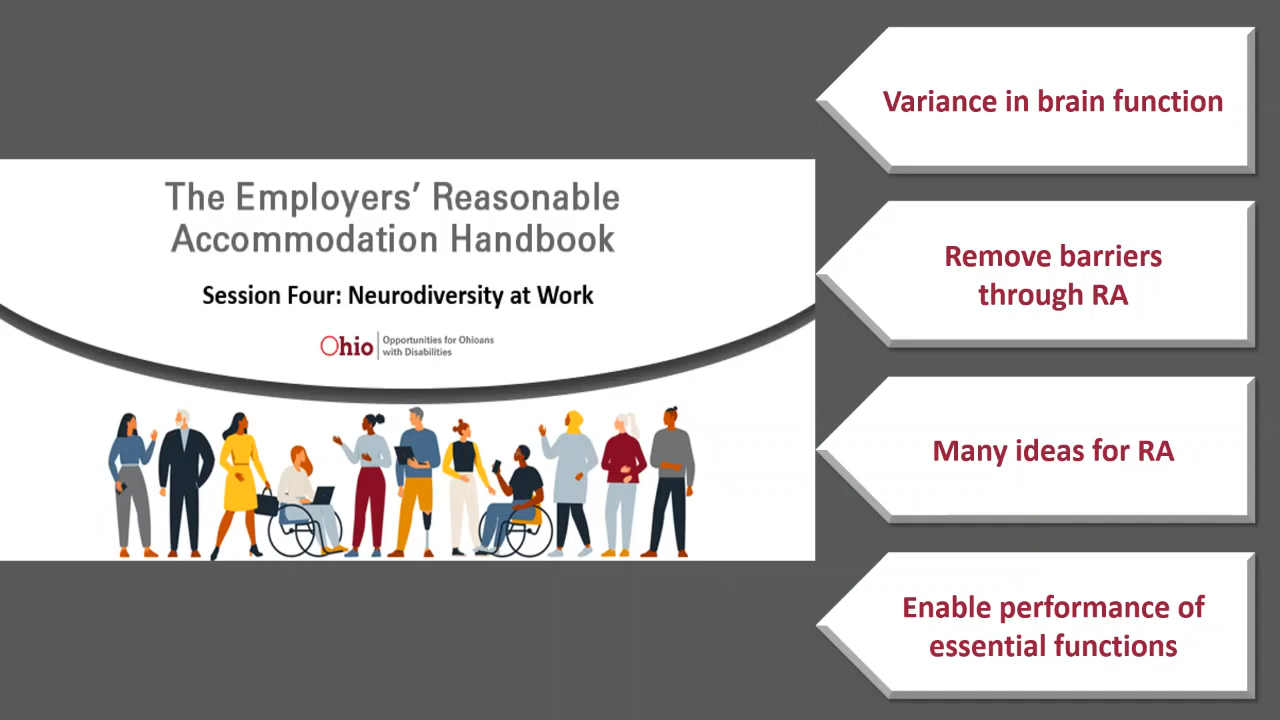 The Employers’ Reasonable
Accommodation Handbook
Session Four: Neurodiversity at Work
Ohio
Opportunities for Ohioans
with Disabilities
Variance in brain function
Remove barriers
through RA
Many ideas for RA
Enable performance of
essential functions